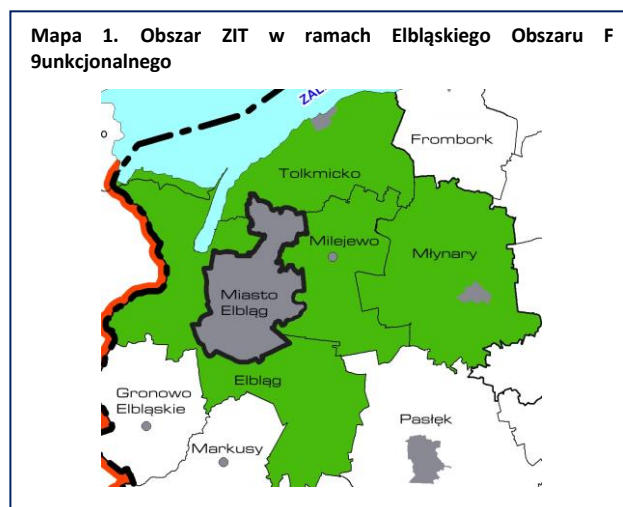 Mapa 1. Obszar ZIT w ramach Elbląskiego Obszaru F
9unkcjonalnego
ZAL
Frombork
Tolkmicko
Milejewo
Młynary
Miasto
Elbląg
Elbląg
Gronowo
Elbląskie
Pasłęk
Markusy